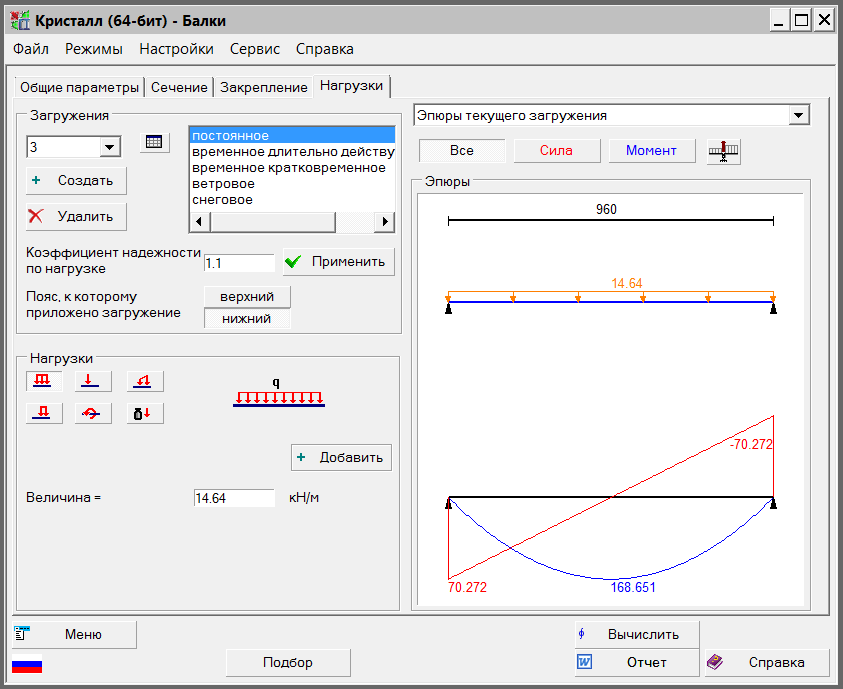 Кристалл (64-бит) - Балки
Файл Режимы Настройки Сервис Справка
Общие параметры Сечение Закрепление Нагрузки
Загружения
3
Создать
Удалить
постоянное
временное длительно действу
временное кратковременное
ветровое
снеговое
Коэффициент надежности
по нагрузке
1.1
Применить
Пояс, к которому
приложено загружение
верхний
нижний
Нагрузки
q
Добавить
Величина =
14.64
кН/м
Эпюры текущего загружения
Все
Сила
Момент
Эпюры
960
14.64
-70.272
70.272
168.651
Меню
Подбор
Вычислить
Отчет
Справка